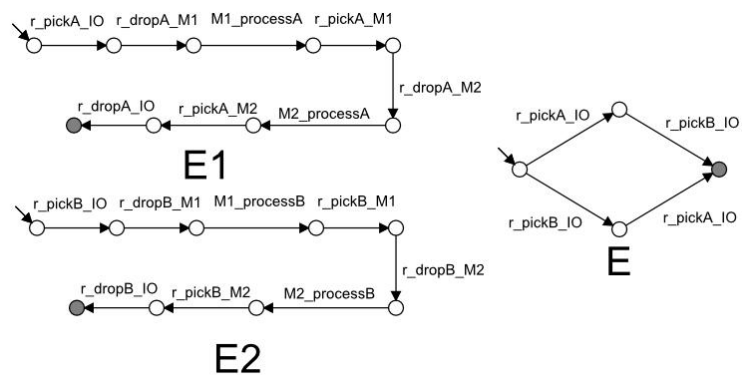 r_pickA_IO r_dropA_M1 M1_processA r_pickA_M1
r_dropA_M2
r_dropA_IO r_pickA_M2 M2_processA
E1
r_pickB_IO r_dropB_M1 M1_processB r_pickB_M1
r_dropB_M2
r_dropB_IO r_pickB_M2 M2_processB
E2
r_pickA_IO r_pickB_IO
r_pickB_IO r_pickA_IO
E